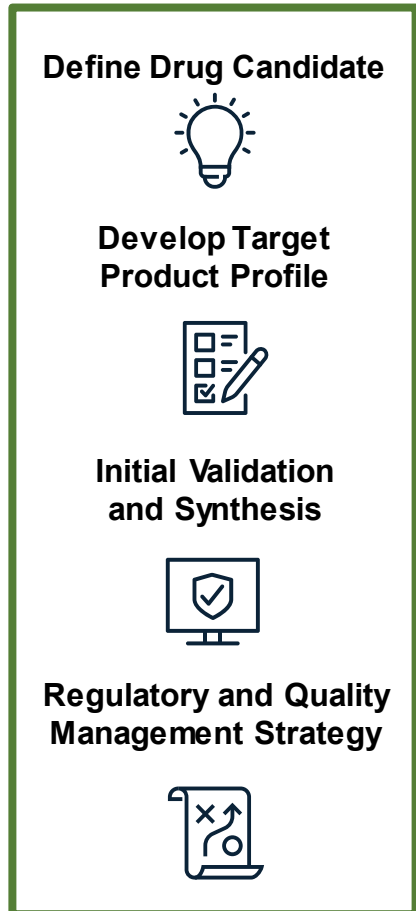 Define Drug Candidate
Develop Target
Product Profile
Initial Validation
and Synthesis
Regulatory and Quality
Management Strategy